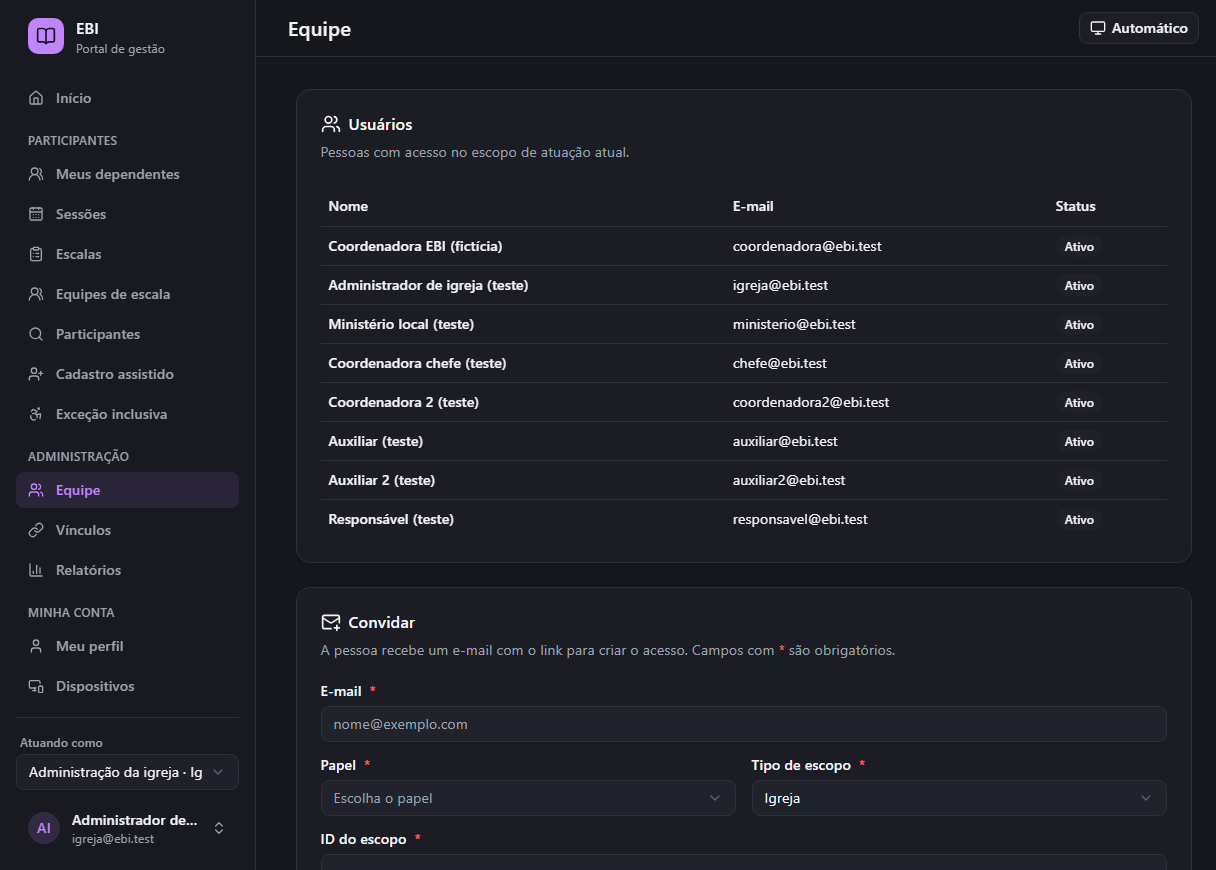 EBI
Portal de gestão
Início
PARTICIPANTES
Meus dependentes
Sessões
Escalas
Equipes de escala
Participantes
Cadastro assistido
Exceção inclusiva
ADMINISTRAÇÃO
Equipe
Vínculos
Relatórios
MINHA CONTA
Meu perfil
Dispositivos
Atuando como
Administração da igreja · Ig
AI
Administrador de...
igreja@ebi.test
Equipe
Automático
Usuários
Pessoas com acesso no escopo de atuação atual.
Nome E-mail Status
Coordenadora EBI (fictícia) coordenadora@ebi.test Ativo
Administrador de igreja (teste) igreja@ebi.test Ativo
Ministério local (teste) ministerio@ebi.test Ativo
Coordenadora chefe (teste) chefe@ebi.test Ativo
Coordenadora 2 (teste) coordenadora2@ebi.test Ativo
Auxiliar (teste) auxiliar@ebi.test Ativo
Auxiliar 2 (teste) auxiliar2@ebi.test Ativo
Responsável (teste) responsavel@ebi.test Ativo
Convidar
A pessoa recebe um e-mail com o link para criar o acesso. Campos com * são obrigatórios.
E-mail *
nome@exemplo.com
Papel * Tipo de escopo *
Escolha o papel Igreja
ID do escopo *